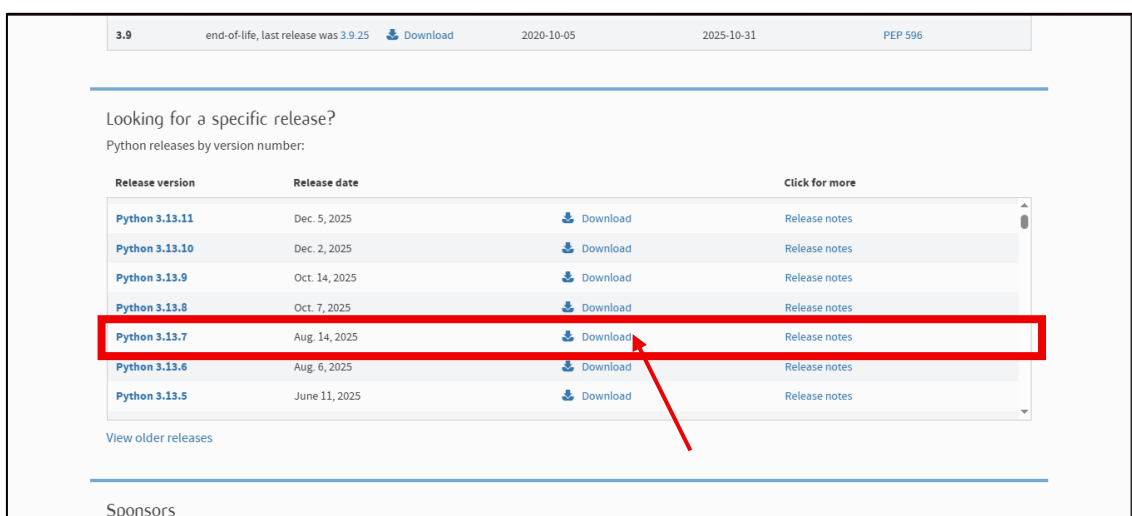 3.9 end-of-life, last release was 3.9.25 Download 2020-10-05 2025-10-31 PEP 596
Looking for a specific release?
Python releases by version number:
Release version Release date Click for more
Python 3.13.11 Dec. 5, 2025 Download Release notes
Python 3.13.10 Dec. 2, 2025 Download Release notes
Python 3.13.9 Oct. 14, 2025 Download Release notes
Python 3.13.8 Oct. 7, 2025 Download Release notes
Python 3.13.7 Aug. 14, 2025 Download Release notes
Python 3.13.6 Aug. 6, 2025 Download Release notes
Python 3.13.5 June 11, 2025 Download Release notes
View older releases
Sponsors